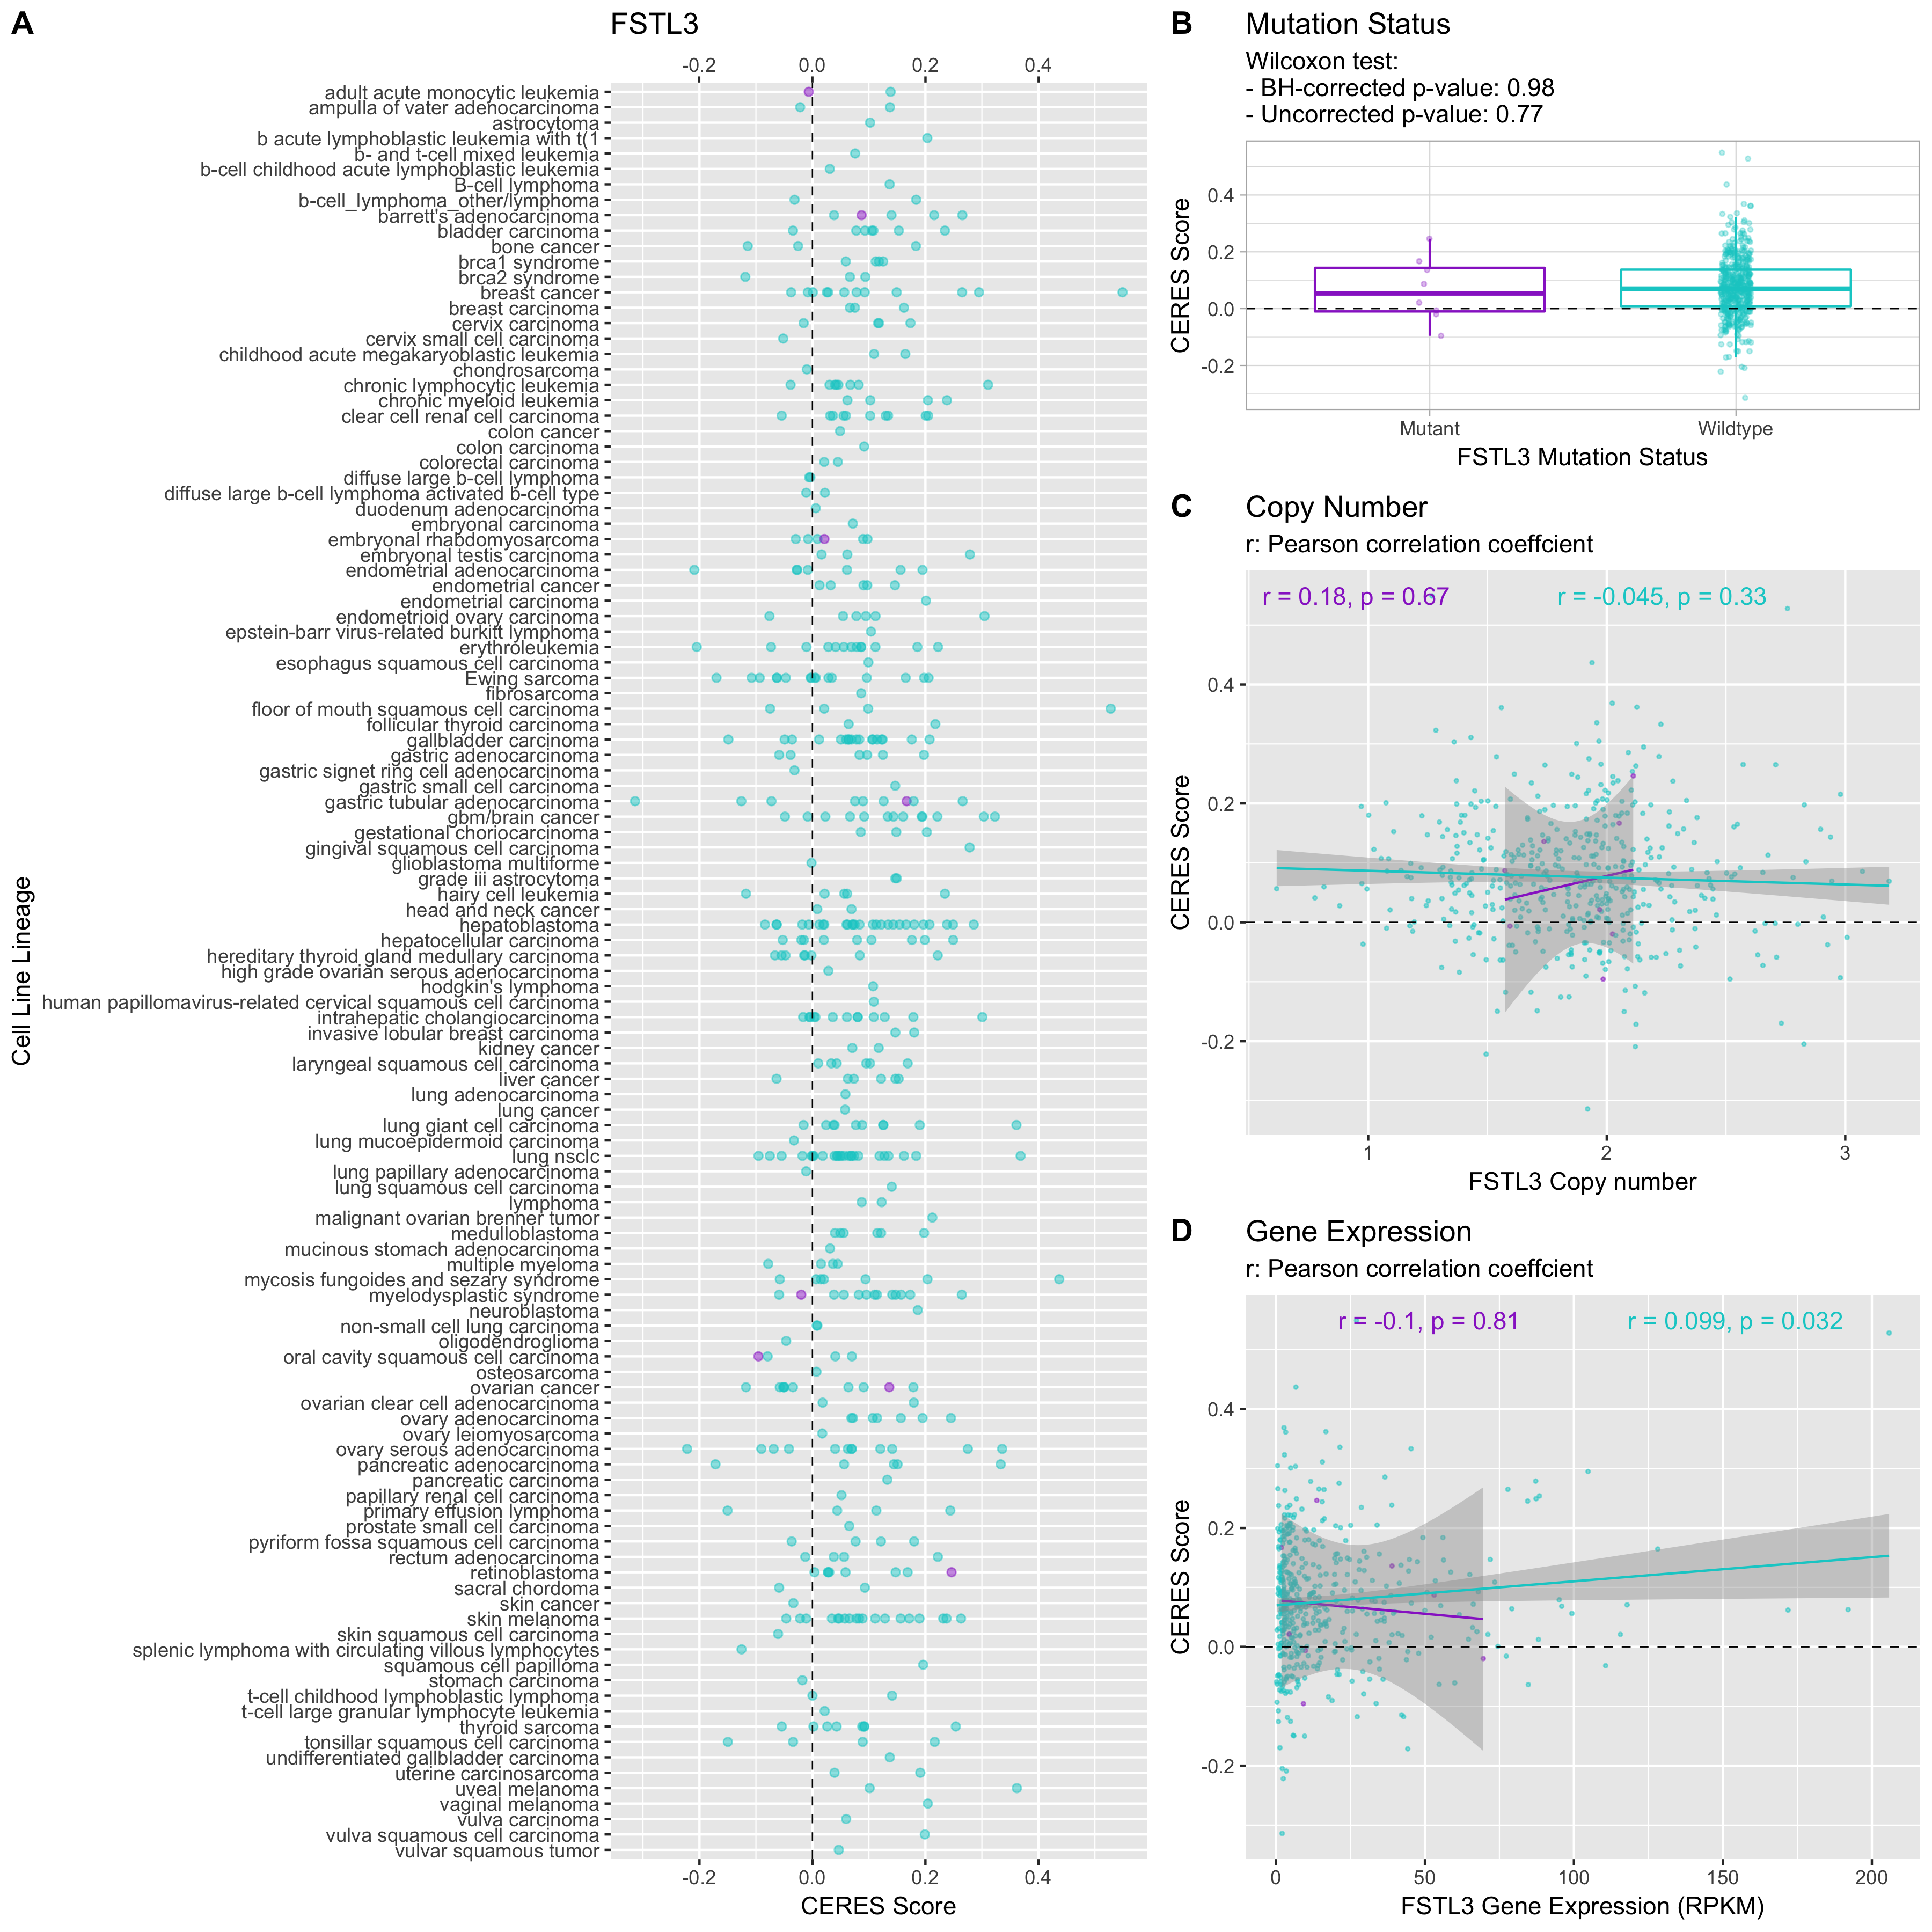 A
FSTL3
-0.2 0.0 0.2 0.4
Cell Line Lineage
adult acute monocytic leukemia
ampulla of vater adenocarcinoma
astrocytoma
b acute lymphoblastic leukemia with t(1
b- and t-cell mixed leukemia
b-cell childhood acute lymphoblastic leukemia
B-cell lymphoma
b-cell_lymphoma_other/lymphoma
barrett's adenocarcinoma
bladder carcinoma
bone cancer
brca1 syndrome
brca2 syndrome
breast cancer
breast carcinoma
cervix carcinoma
cervix small cell carcinoma
childhood acute megakaryoblastic leukemia
chondrosarcoma
chronic lymphocytic leukemia
chronic myeloid leukemia
clear cell renal cell carcinoma
colon cancer
colon carcinoma
colorectal carcinoma
diffuse large b-cell lymphoma
diffuse large b-cell lymphoma activated b-cell type
duodenum adenocarcinoma
embryonal carcinoma
embryonal rhabdomyosarcoma
embryonal testis carcinoma
endometrial adenocarcinoma
endometrial cancer
endometrial carcinoma
endometrioid ovary carcinoma
epstein-barr virus-related burkitt lymphoma
erythroleukemia
esophagus squamous cell carcinoma
Ewing sarcoma
fibrosarcoma
floor of mouth squamous cell carcinoma
follicular thyroid carcinoma
gallbladder carcinoma
gastric adenocarcinoma
gastric signet ring cell adenocarcinoma
gastric small cell carcinoma
gastric tubular adenocarcinoma
gbm/brain cancer
gestational choriocarcinoma
gingival squamous cell carcinoma
glioblastoma multiforme
grade iii astrocytoma
hairy cell leukemia
head and neck cancer
hepatoblastoma
hepatocellular carcinoma
hereditary thyroid gland medullary carcinoma
high grade ovarian serous adenocarcinoma
hodgkin's lymphoma
human papillomavirus-related cervical squamous cell carcinoma
intrahepatic cholangiocarcinoma
invasive lobular breast carcinoma
kidney cancer
laryngeal squamous cell carcinoma
liver cancer
lung adenocarcinoma
lung cancer
lung giant cell carcinoma
lung mucoepidermoid carcinoma
lung nsclc
lung papillary adenocarcinoma
lung squamous cell carcinoma
lymphoma
malignant ovarian brenner tumor
medulloblastoma
mucinous stomach adenocarcinoma
multiple myeloma
mycosis fungoides and sezary syndrome
myelodysplastic syndrome
neuroblastoma
non-small cell lung carcinoma
oligodendroglioma
oral cavity squamous cell carcinoma
osteosarcoma
ovarian cancer
ovarian clear cell adenocarcinoma
ovary adenocarcinoma
ovary leiomyosarcoma
ovary serous adenocarcinoma
pancreatic adenocarcinoma
pancreatic carcinoma
papillary renal cell carcinoma
primary effusion lymphoma
prostate small cell carcinoma
pyriform fossa squamous cell carcinoma
rectum adenocarcinoma
retinoblastoma
sacral chordoma
skin cancer
skin melanoma
skin squamous cell carcinoma
splenic lymphoma with circulating villous lymphocytes
squamous cell papilloma
stomach carcinoma
t-cell childhood lymphoblastic lymphoma
t-cell large granular lymphocyte leukemia
thyroid sarcoma
tonsillar squamous cell carcinoma
undifferentiated gallbladder carcinoma
uterine carcinosarcoma
uveal melanoma
vaginal melanoma
vulva carcinoma
vulva squamous cell carcinoma
vulvar squamous tumor
-0.2 0.0 0.2 0.4
CERES Score
B
Mutation Status
Wilcoxon test:
- BH-corrected p-value: 0.98
- Uncorrected p-value: 0.77
CERES Score
0.4
0.2
0.0
-0.2
Mutant Wildtype
FSTL3 Mutation Status
C
Copy Number
r: Pearson correlation coeffcient
r = 0.18, p = 0.67 r = -0.045, p = 0.33
CERES Score
0.4
0.2
0.0
-0.2
1 2 3
FSTL3 Copy number
D
Gene Expression
r: Pearson correlation coeffcient
r = -0.1, p = 0.81 r = 0.099, p = 0.032
CERES Score
0.4
0.2
0.0
-0.2
0 50 100 150 200
FSTL3 Gene Expression (RPKM)